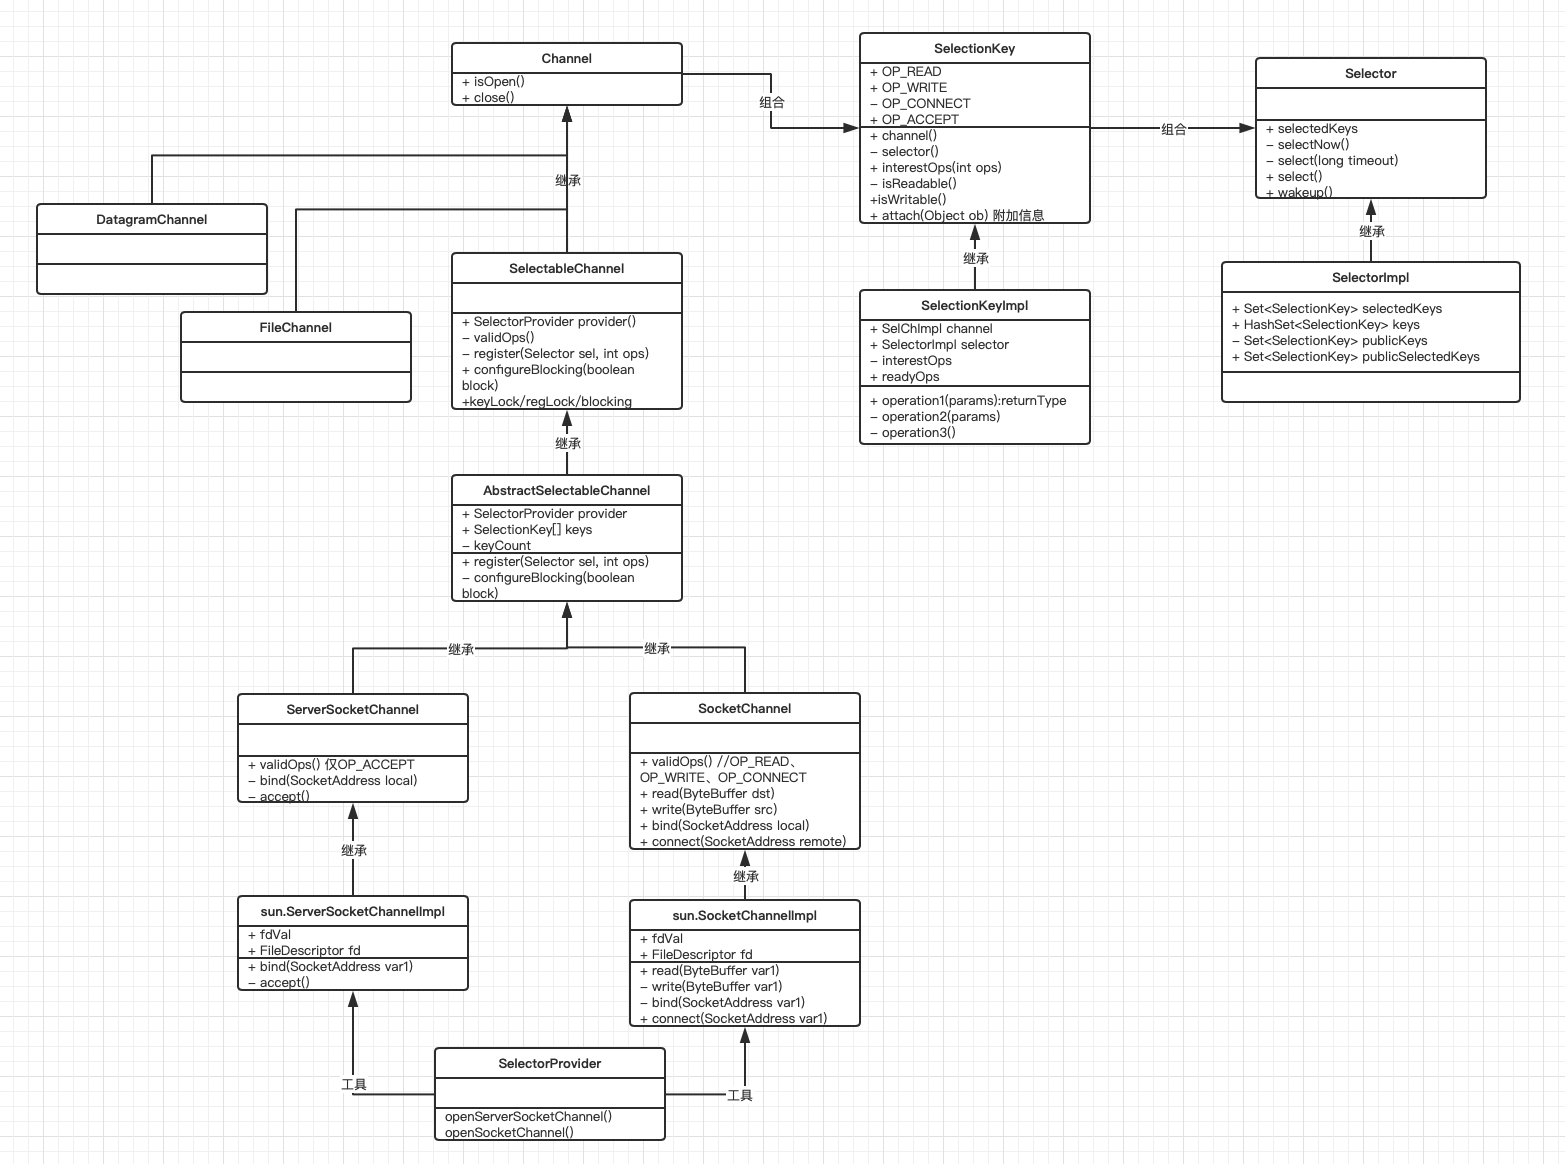 Channel
+ isOpen()
+ close()
组合
SelectionKey
+ OP_READ
+ OP_WRITE
– OP_CONNECT
+ OP_ACCEPT
+ channel()
– selector()
+ interestOps(int ops)
– isReadable()
+isWritable()
+ attach(Object ob) 附加信息
组合
Selector
+ selectedKeys
– selectNow()
– select(long timeout)
+ select()
+ wakeup()
继承
DatagramChannel
FileChannel
SelectableChannel
+ SelectorProvider provider()
– validOps()
– register(Selector sel, int ops)
+ configureBlocking(boolean
block)
+keyLock/regLock/blocking
继承
SelectionKeyImpl
+ SelChImpl channel
+ SelectorImpl selector
– interestOps
+ readyOps
+ operation1(params):returnType
– operation2(params)
– operation3()
继承
SelectorImpl
+ Set<SelectionKey> selectedKeys
+ HashSet<SelectionKey> keys
– Set<SelectionKey> publicKeys
+ Set<SelectionKey> publicSelectedKeys
继承
AbstractSelectableChannel
+ SelectorProvider provider
+ SelectionKey[] keys
– keyCount
+ register(Selector sel, int ops)
– configureBlocking(boolean
block)
继承
继承
ServerSocketChannel
+ validOps() 仅OP_ACCEPT
– bind(SocketAddress local)
– accept()
SocketChannel
+ validOps() //OP_READ、
OP_WRITE、OP_CONNECT
+ read(ByteBuffer dst)
+ write(ByteBuffer src)
+ bind(SocketAddress local)
+ connect(SocketAddress remote)
继承
继承
sun.ServerSocketChannelImpl
+ fdVal
+ FileDescriptor fd
+ bind(SocketAddress var1)
– accept()
sun.SocketChannelImpl
+ fdVal
+ FileDescriptor fd
+ read(ByteBuffer var1)
– write(ByteBuffer var1)
– bind(SocketAddress var1)
+ connect(SocketAddress var1)
工具
SelectorProvider
openServerSocketChannel()
openSocketChannel()
工具